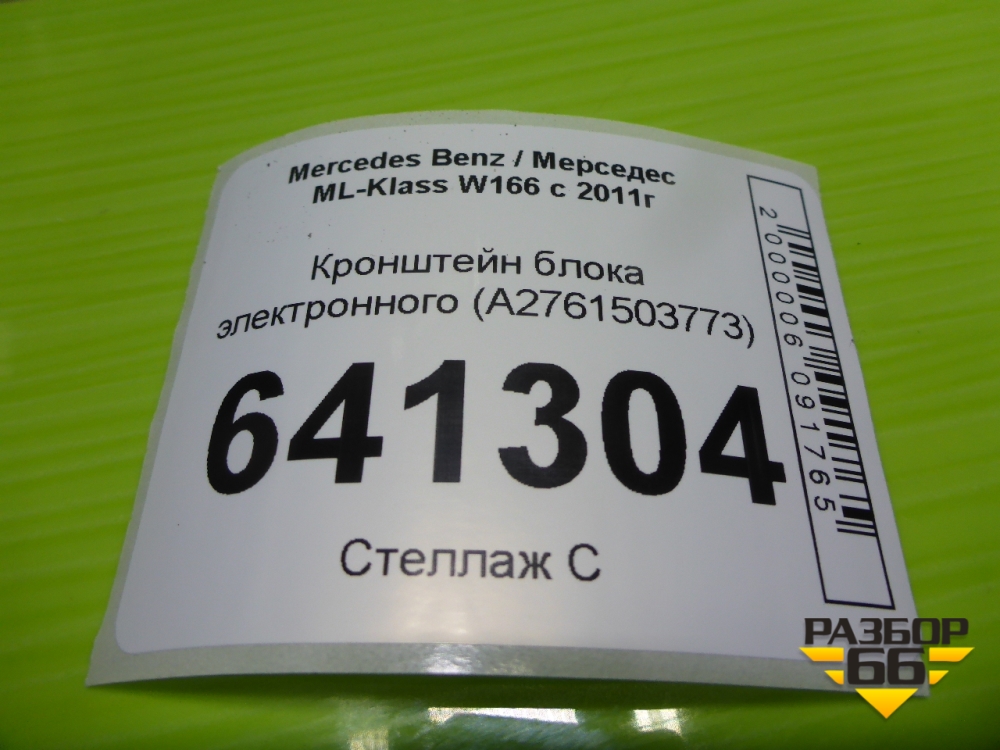 Mercedes Benz / Мерседес
ML-Klass W166 с 2011г
Кронштейн блока
электронного (A2761503773)
641304
Стеллаж С
2000006091765
РАЗБОР
66